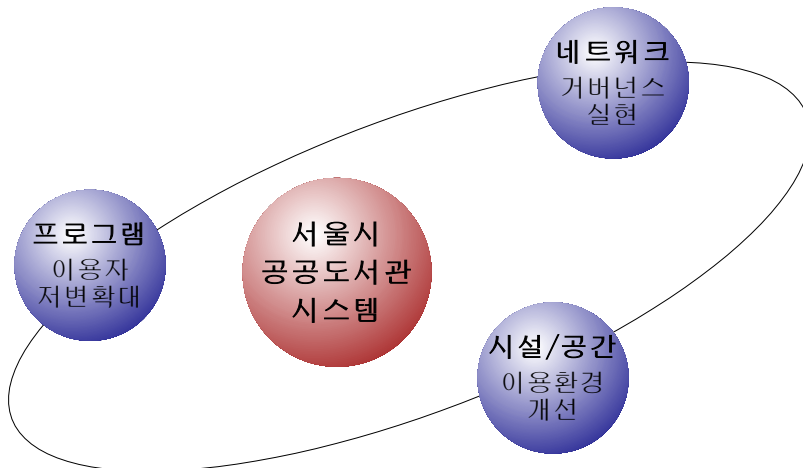 네트워크
거버넌스
실현
프로그램
이용자
저변확대
서울시
공공도서관
시스템
시설/공간
이용환경
개선